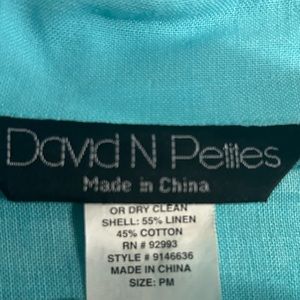 David N Petites
Made in China
OR DRY CLEAN
SHELL: 55% LINEN
45% COTTON
RN # 92993
STYLE # 9146636
MADE IN CHINA
SIZE: PM